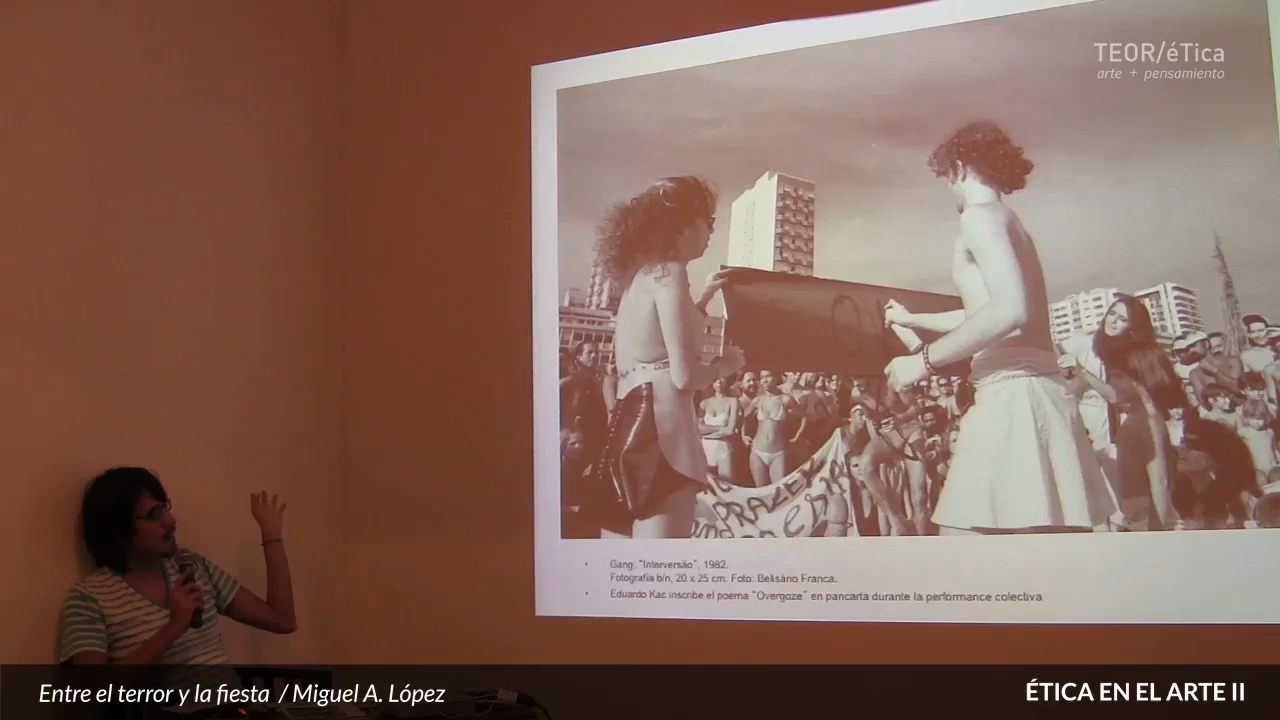 TEOR/éTica
arte + pensamiento
PRAZER
• Gang, "Interversão", 1982.
Fotografía b/n, 20 x 25 cm. Foto: Belisário Franca.
• Eduardo Kac inscribe el poema "Overgoze" en pancarta durante la performance colectiva
Entre el terror y la fiesta / Miguel A. López
ÉTICA EN EL ARTE II